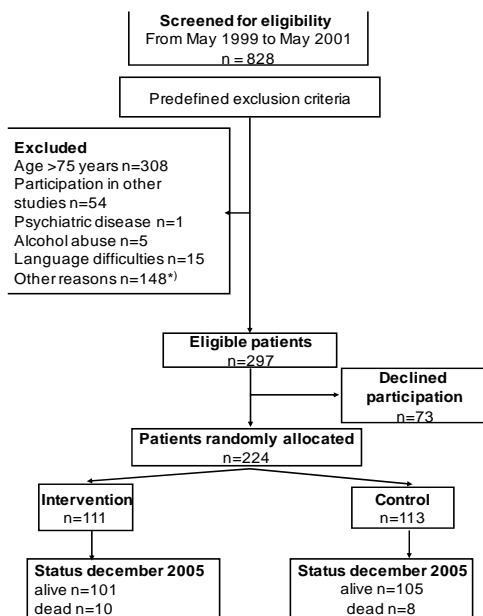 Screened for eligibility
From May 1999 to May 2001
n = 828
Predefined exclusion criteria
Excluded
Age >75 years n=308
Participation in other
studies n=54
Psychiatric disease n=1
Alcohol abuse n=5
Language difficulties n=15
Other reasons n=148*)
Eligible patients
n=297
Declined
participation
n=73
Patients randomly allocated
n=224
Intervention
n=111
Control
n=113
Status december 2005
alive n=101
dead n=10
Status december 2005
alive n=105
dead n=8